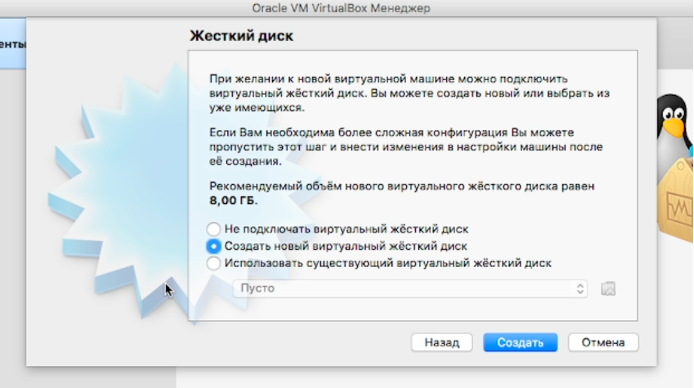 Oracle VM VirtualBox Менеджер
енты
Жесткий диск
При желании к новой виртуальной машине можно подключить
виртуальный жёсткий диск. Вы можете создать новый или выбрать из
уже имеющихся.
Если Вам необходима более сложная конфигурация Вы можете
пропустить этот шаг и внести изменения в настройки машины после
её создания.
Рекомендуемый объём нового виртуального жёсткого диска равен
8,00 ГБ.
Не подключать виртуальный жёсткий диск
Создать новый виртуальный жёсткий диск
Использовать существующий виртуальный жёсткий диск
Пусто
Назад
Создать
Отмена